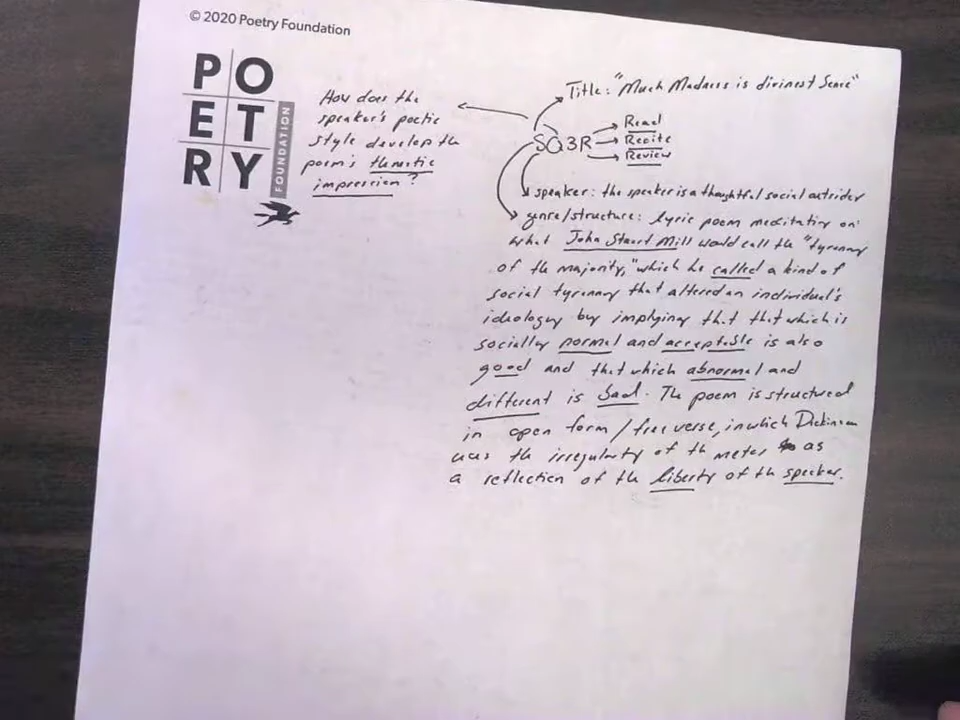 © 2020 Poetry Foundation
PO
ET
RY
FOUNDATION
How does the
speaker's poetic
style develop the
poem's thematic
impression?
Title: "Much Madness is divinest Sense"
SQ3R
Read
Recite
Review
speaker: the speaker is a thoughtful social outsider
genre/structure: lyric poem meditating on
what John Stuart Mill would call the "tyranny
of the majority," which he called a kind of
social tyranny that altered an individual's
ideology by implying that that which is
socially normal and acceptable is also
good and that which abnormal and
different is bad. The poem is structured
in open form/free verse, in which Dickinson
uses the irregularity of the meter as
a reflection of the liberty of the speaker.